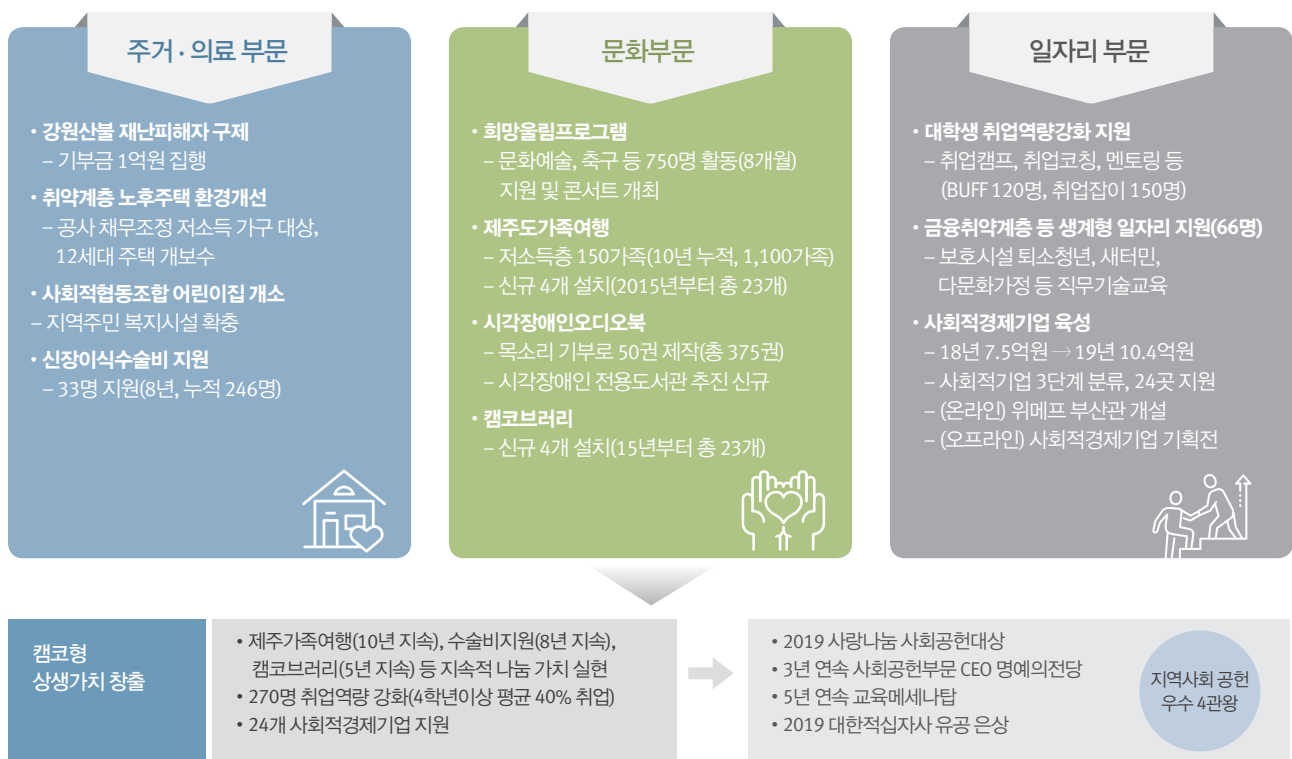 주거 · 의료 부문
• 강원산불 재난피해자 구제
– 기부금 1억원 집행
• 취약계층 노후주택 환경개선
– 공사 채무조정 저소득 가구 대상,
12세대 주택 개보수
• 사회적협동조합 어린이집 개소
– 지역주민 복지시설 확충
• 신장이식수술비 지원
– 33명 지원(8년, 누적 246명)
문화부문
• 희망울림프로그램
– 문화예술, 축구 등 750명 활동(8개월)
지원 및 콘서트 개최
• 제주도가족여행
– 저소득층 150가족(10년 누적, 1,100가족)
– 신규 4개 설치(2015년부터 총 23개)
• 시각장애인오디오북
– 목소리 기부로 50권 제작(총 375권)
– 시각장애인 전용도서관 추진 신규
• 캠코브러리
– 신규 4개 설치(15년부터 총 23개)
일자리 부문
• 대학생 취업역량강화 지원
– 취업캠프, 취업코칭, 멘토링 등
(BUFF 120명, 취업잡이 150명)
• 금융취약계층 등 생계형 일자리 지원(66명)
– 보호시설 퇴소청년, 새터민,
다문화가정 등 직무기술교육
• 사회적경제기업 육성
– 18년 7.5억원→19년 10.4억원
– 사회적기업 3단계 분류, 24곳 지원
– (온라인) 위메프 부산관 개설
– (오프라인) 사회적경제기업 기획전
캠코형
상생가치 창출
• 제주가족여행(10년 지속), 수술비지원(8년 지속),
캠코브러리(5년 지속) 등 지속적 나눔 가치 실현
• 270명 취업역량 강화(4학년이상 평균 40% 취업)
• 24개 사회적경제기업 지원
• 2019 사랑나눔 사회공헌대상
• 3년 연속 사회공헌부문 CEO 명예의전당
• 5년 연속 교육메세나탑
• 2019 대한적십자사 유공 은상
지역사회 공헌
우수 4관왕